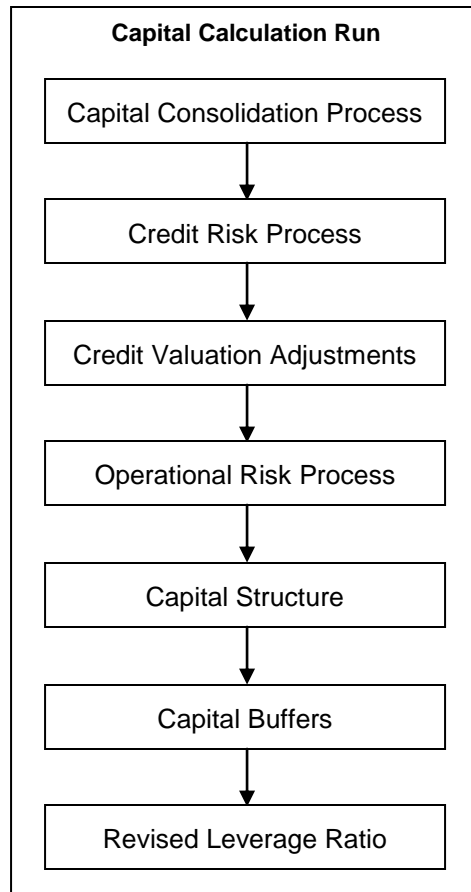 Capital Calculation Run
Capital Consolidation Process
Credit Risk Process
Credit Valuation Adjustments
Operational Risk Process
Capital Structure
Capital Buffers
Revised Leverage Ratio